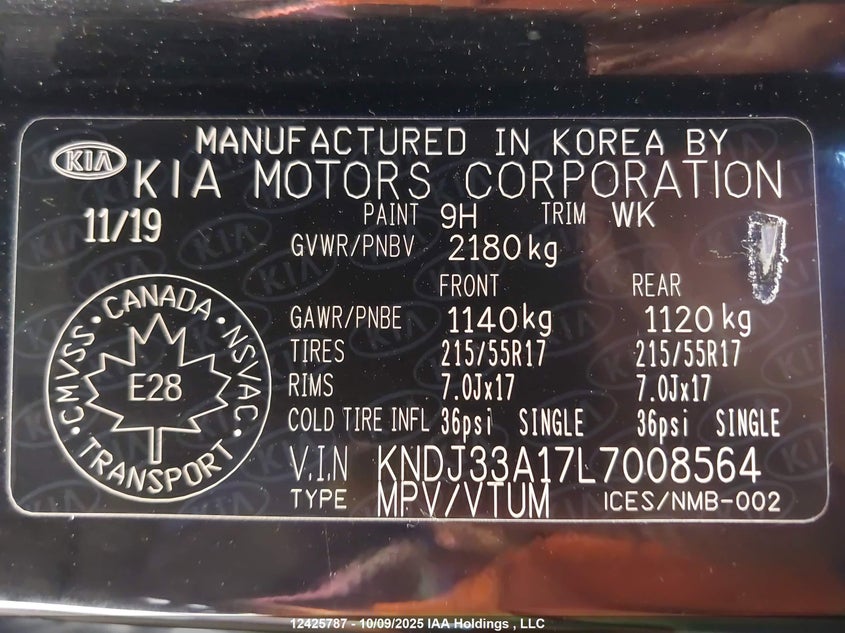 MANUFACTURED IN KOREA BY
KIA
KIA MOTORS CORPORATION
11/19 PAINT 9H TRIM WK
GVWR/PNBV 2180kg
FRONT REAR
GAWR/PNBE 1140kg 1120kg
TIRES 215/55R17 215/55R17
RIMS 7.0Jx17 7.0Jx17
COLD TIRE INFL 36psi SINGLE 36psi SINGLE
V.I.N KNDJ33A17L7008564
TYPE MPV/VTUM ICES/NMB-002
CANADA • NSVAC • TRANSPORT • CMVSS •
E28
12425787 - 10/09/2025 IAA Holdings , LLC